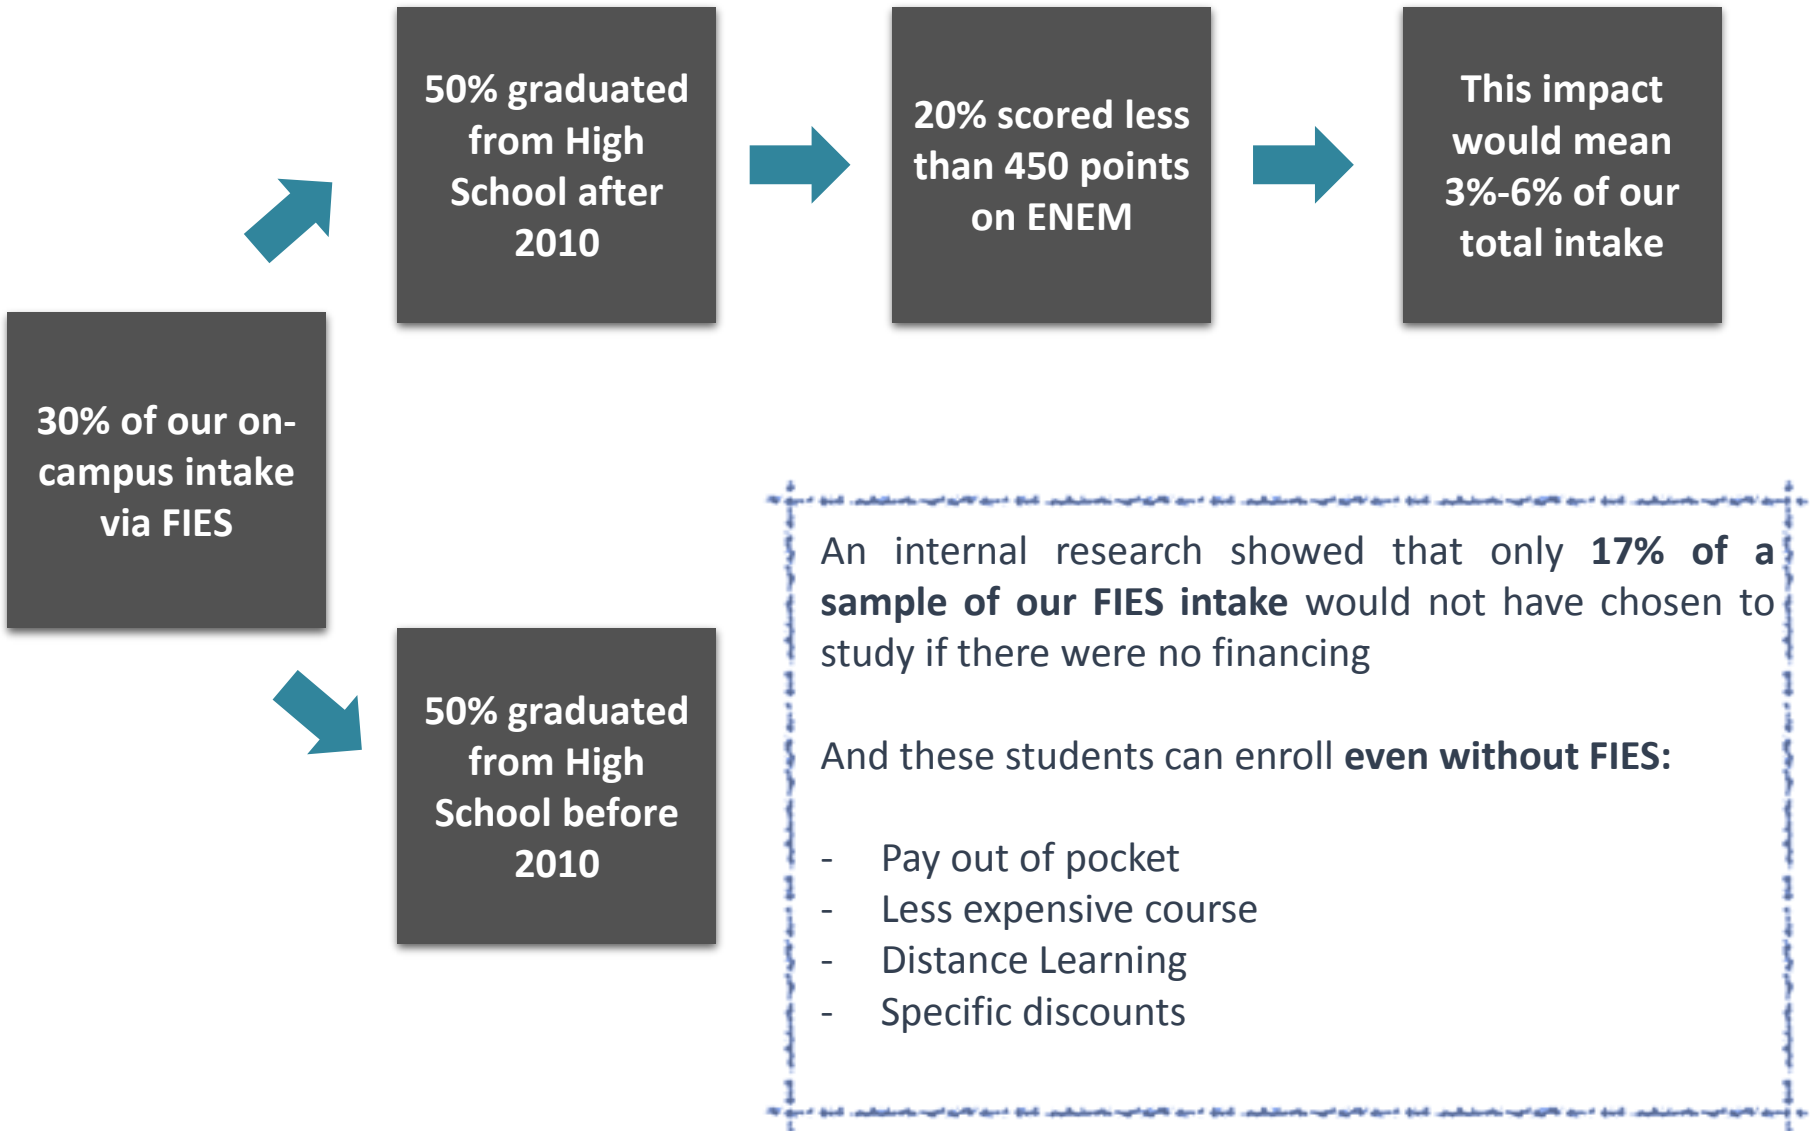 30% of our on-
campus intake
via FIES
50% graduated
from High
School after
2010
20% scored less
than 450 points
on ENEM
This impact
would mean
3%-6% of our
total intake
50% graduated
from High
School before
2010
An internal research showed that only 17% of a
sample of our FIES intake would not have chosen to
study if there were no financing
And these students can enroll even without FIES:
- Pay out of pocket
- Less expensive course
- Distance Learning
- Specific discounts